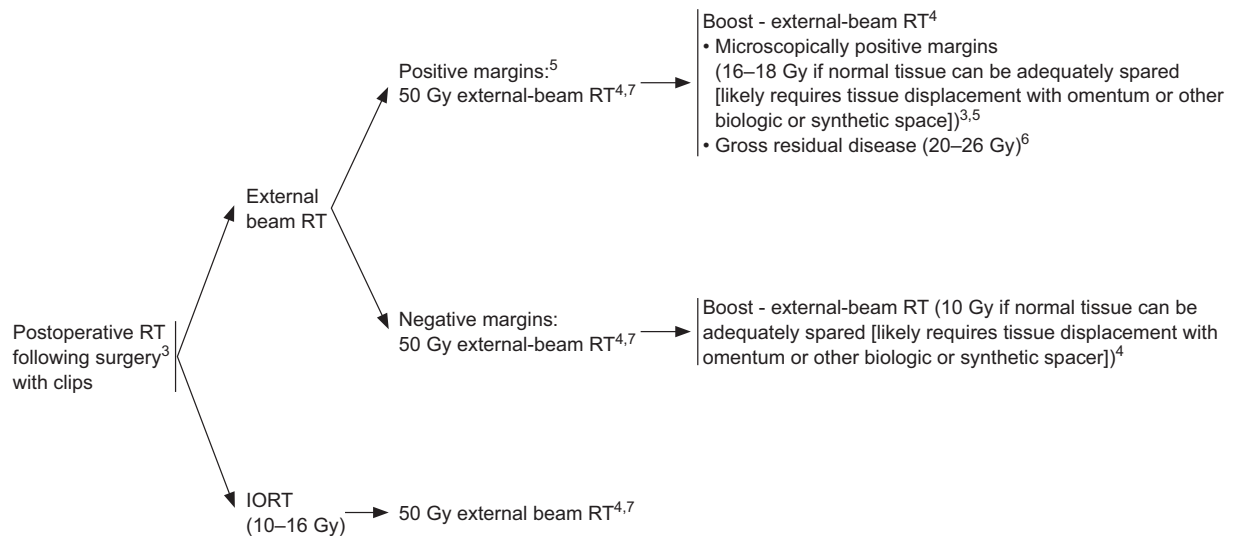 Postoperative RT
following surgery3
with clips
External
beam RT
Positive margins:5
50 Gy external-beam RT4,7
Boost - external-beam RT4
• Microscopically positive margins
(16–18 Gy if normal tissue can be adequately spared
[likely requires tissue displacement with omentum or other
biologic or synthetic space])3,5
• Gross residual disease (20–26 Gy)6
Negative margins:
50 Gy external-beam RT4,7
Boost - external-beam RT (10 Gy if normal tissue can be
adequately spared [likely requires tissue displacement with
omentum or other biologic or synthetic spacer])4
IORT
(10–16 Gy)
50 Gy external beam RT4,7